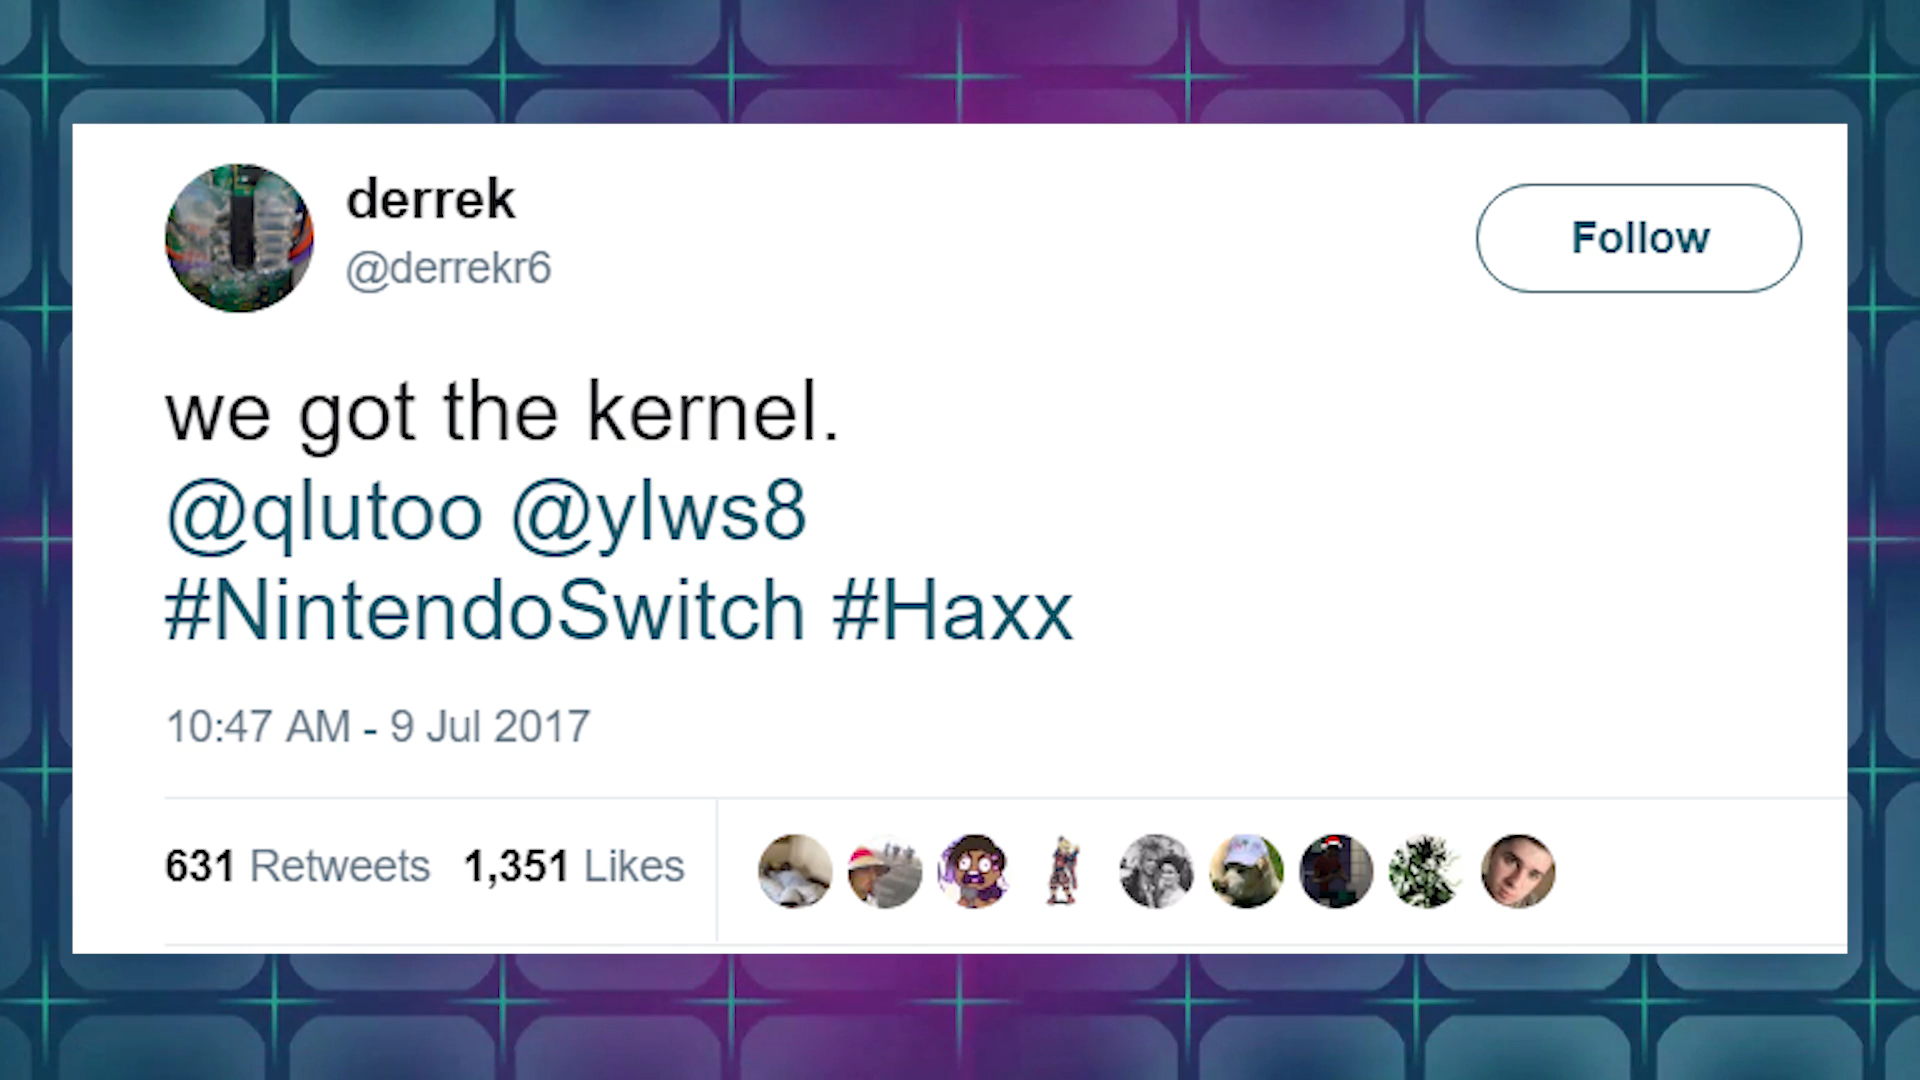 derrek
@derrekr6
Follow
we got the kernel.
@qlutoo @ylws8
#NintendoSwitch #Haxx
10:47 AM - 9 Jul 2017
631 Retweets 1,351 Likes